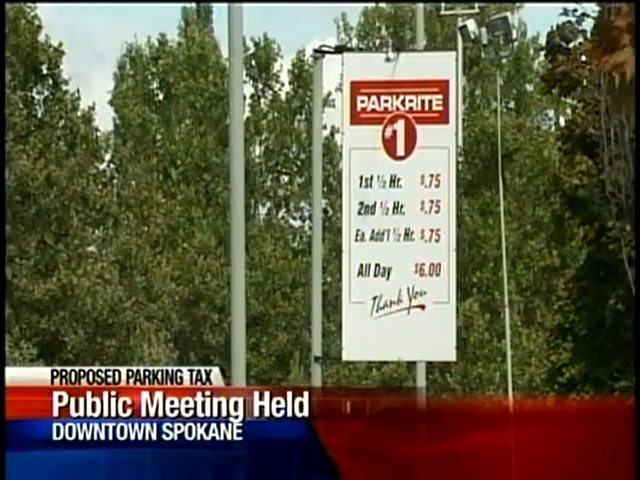 PARKRITE
#1
1st ½ Hr. $.75
2nd ½ Hr. $.75
Ea. Add'l ½ Hr. $.75
All Day $6.00
Thank You
PROPOSED PARKING TAX
Public Meeting Held
DOWNTOWN SPOKANE